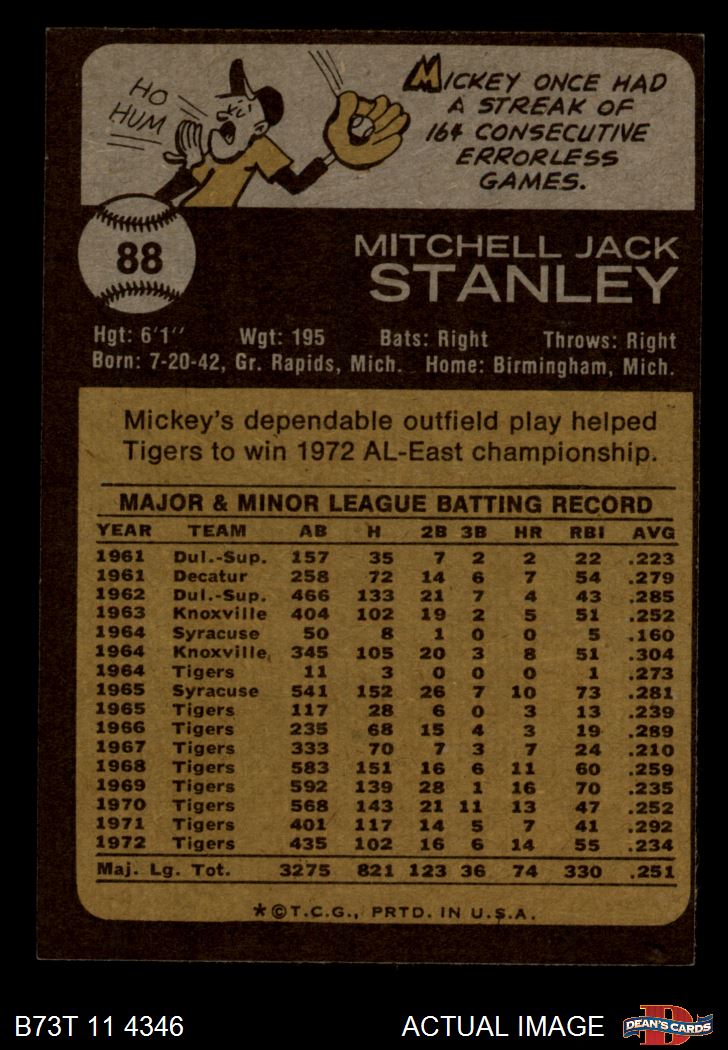 HO
HUM
MICKEY ONCE HAD
A STREAK OF
164 CONSECUTIVE
ERRORLESS
GAMES.
88
MITCHELL JACK
STANLEY
Hgt: 6'1" Wgt: 195 Bats: Right Throws: Right
Born: 7-20-42, Gr. Rapids, Mich. Home: Birmingham, Mich.
Mickey's dependable outfield play helped
Tigers to win 1972 AL-East championship.
MAJOR & MINOR LEAGUE BATTING RECORD
YEAR TEAM AB H 2B 3B HR RBI AVG
1961 Dul.-Sup. 157 35 7 2 2 22 .223
1961 Decatur 258 72 14 6 7 54 .279
1962 Dul.-Sup. 466 133 21 7 4 43 .285
1963 Knoxville 404 102 19 2 5 51 .252
1964 Syracuse 50 8 1 0 0 5 .160
1964 Knoxville 345 105 20 3 8 51 .304
1964 Tigers 11 3 0 0 0 1 .273
1965 Syracuse 541 152 26 7 10 73 .281
1965 Tigers 117 28 6 0 3 13 .239
1966 Tigers 235 68 15 4 3 19 .289
1967 Tigers 333 70 7 3 7 24 .210
1968 Tigers 583 151 16 6 11 60 .259
1969 Tigers 592 139 28 1 16 70 .235
1970 Tigers 568 143 21 11 13 47 .252
1971 Tigers 401 117 14 5 7 41 .292
1972 Tigers 435 102 16 6 14 55 .234
Maj. Lg. Tot. 3275 821 123 36 74 330 .251
*©T.C.G., PRTD. IN U.S.A.
B73T 11 4346 ACTUAL IMAGE D DEAN'S CARDS